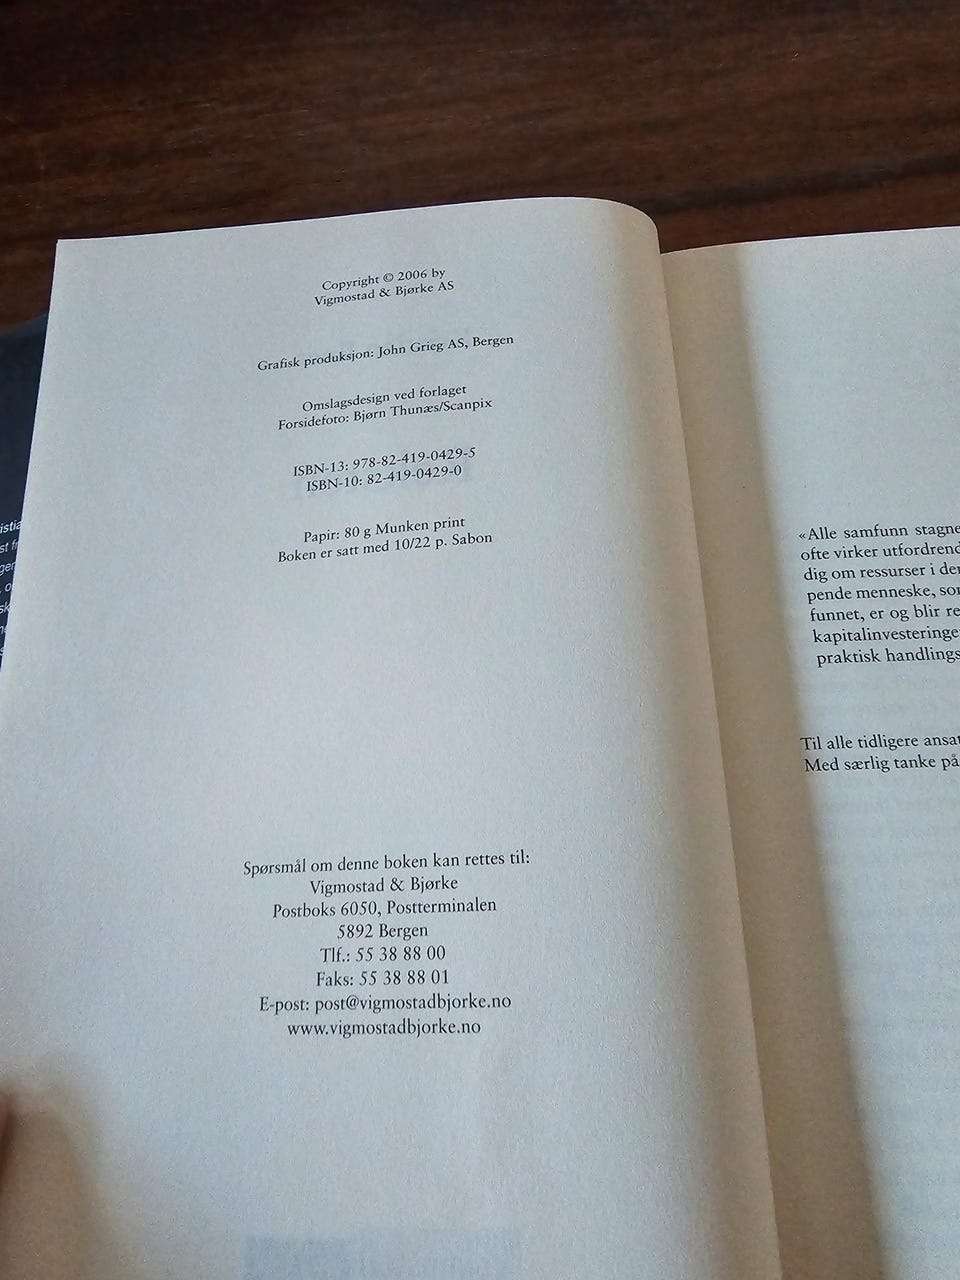 Copyright © 2006 by
Vigmostad & Bjørke AS
Grafisk produksjon: John Grieg AS, Bergen
Omslagsdesign ved forlaget
Forsidefoto: Bjørn Thunæs/Scanpix
ISBN-13: 978-82-419-0429-5
ISBN-10: 82-419-0429-0
Papir: 80 g Munken print
Boken er satt med 10/22 p. Sabon
Spørsmål om denne boken kan rettes til:
Vigmostad & Bjørke
Postboks 6050, Postterminalen
5892 Bergen
Tlf.: 55 38 88 00
Faks: 55 38 88 01
E-post: post@vigmostadbjorke.no
www.vigmostadbjorke.no
«Alle samfunn stagne
ofte virker utfordrend
dig om ressurser i der
pende menneske, sor
funnet, er og blir re
kapitalinvesteringe
praktisk handlings
Til alle tidligere ansat
Med særlig tanke på